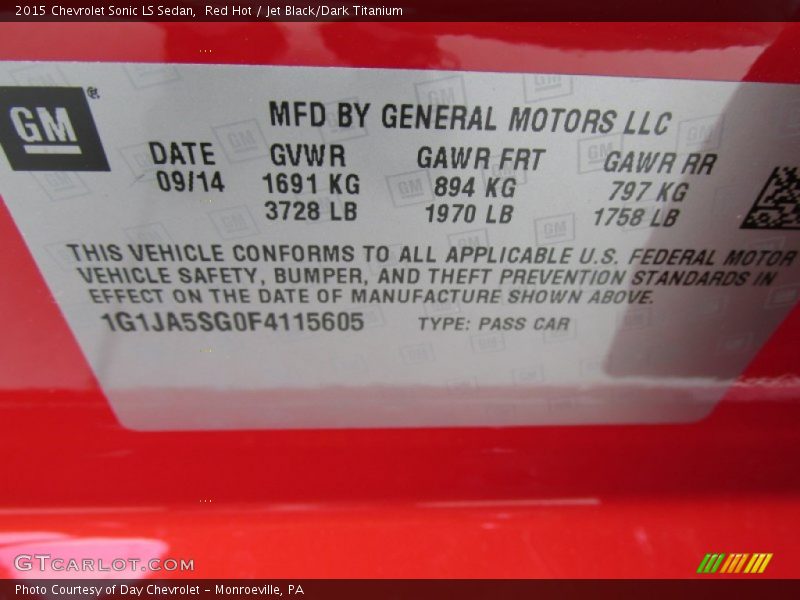 2015 Chevrolet Sonic LS Sedan, Red Hot / Jet Black/Dark Titanium
GM
MFD BY GENERAL MOTORS LLC
DATE GVWR GAWR FRT GAWR RR
09/14 1691 KG 894 KG 797 KG
3728 LB 1970 LB 1758 LB
THIS VEHICLE CONFORMS TO ALL APPLICABLE U.S. FEDERAL MOTOR
VEHICLE SAFETY, BUMPER, AND THEFT PREVENTION STANDARDS IN
EFFECT ON THE DATE OF MANUFACTURE SHOWN ABOVE.
1G1JA5SG0F4115605 TYPE: PASS CAR
GTCARLOT.COM
Photo Courtesy of Day Chevrolet - Monroeville, PA